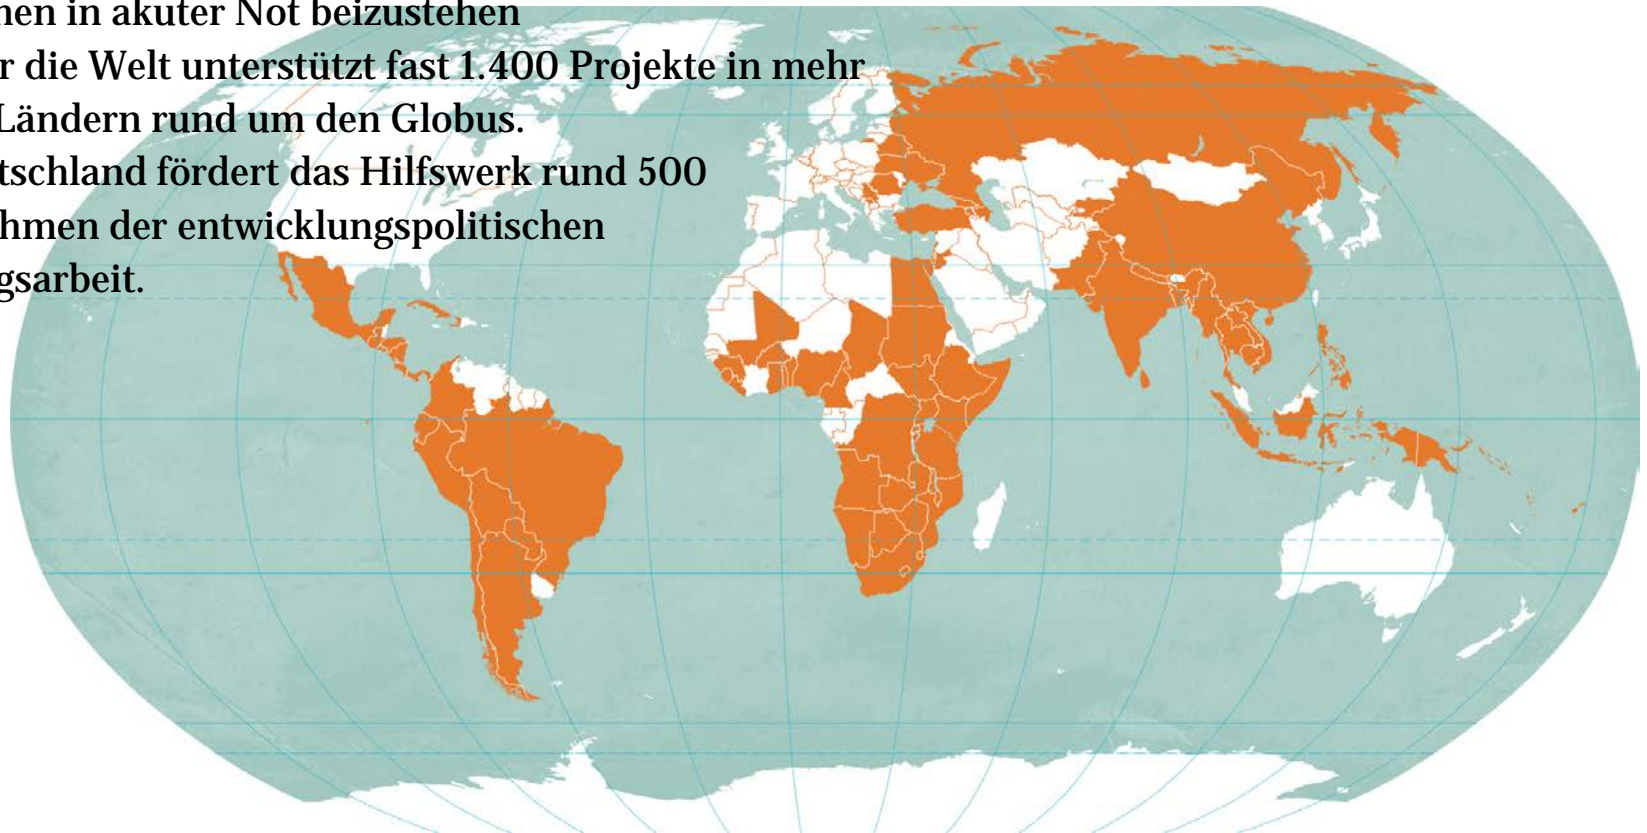 hen in akuter Not beizustehen
r die Welt unterstützt fast 1.400 Projekte in mehr
Ländern rund um den Globus.
tschland fördert das Hilfswerk rund 500
hmen der entwicklungspolitischen
gsarbeit.